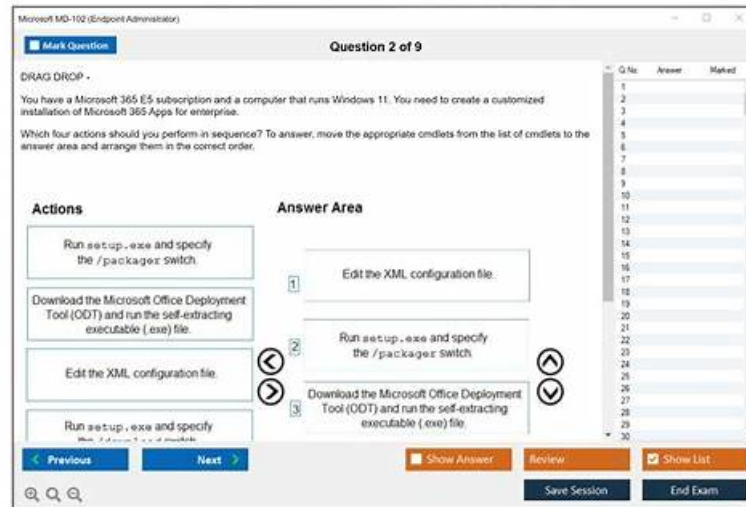 Microsoft MD-102 (Endpoint Administrator)
Mark Question
Question 2 of 9
DRAG DROP -
You have a Microsoft 365 E5 subscription and a computer that runs Windows 11. You need to create a customized
installation of Microsoft 365 Apps for enterprise.
Which four actions should you perform in sequence? To answer, move the appropriate cmdlets from the list of cmdlets to the
answer area and arrange them in the correct order.
Actions
Run setup.exe and specify
the /packager switch.
Download the Microsoft Office Deployment
Tool (ODT) and run the self-extracting
executable (.exe) file.
Edit the XML configuration file.
Run setup.exe and specify
the /download switch
Answer Area
1
Edit the XML configuration file.
2
Run setup.exe and specify
the /packager switch.
3
Download the Microsoft Office Deployment
Tool (ODT) and run the self-extracting
executable (.exe) file.
Q.No Answer Marked
1
2
3
4
5
6
7
8
9
10
11
12
13
14
15
16
17
18
19
20
21
22
23
24
25
26
27
28
29
30
Previous
Next
Show Answer
Review
Show List
Save Session
End Exam